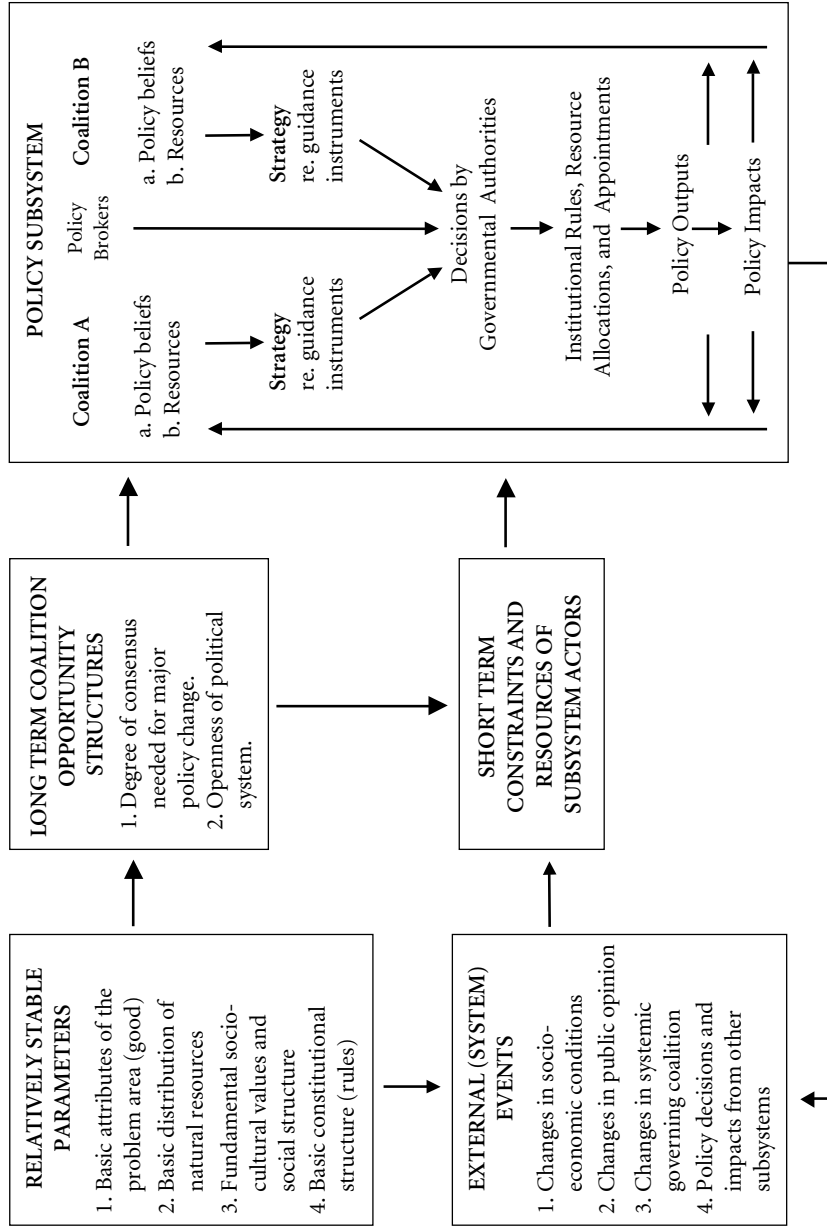 RELATIVELY STABLE
PARAMETERS
1. Basic attributes of the
problem area (good)
2. Basic distribution of
natural resources
3. Fundamental socio-
cultural values and
social structure
4. Basic constitutional
structure (rules)
EXTERNAL (SYSTEM)
EVENTS
1. Changes in socio-
economic conditions
2. Changes in public opinion
3. Changes in systemic
governing coalition
4. Policy decisions and
impacts from other
subsystems
LONG TERM COALITION
OPPORTUNITY
STRUCTURES
1. Degree of consensus
needed for major
policy change.
2. Openness of political
system.
SHORT TERM
CONSTRAINTS AND
RESOURCES OF
SUBSYSTEM ACTORS
POLICY SUBSYSTEM
Coalition A
a. Policy beliefs
b. Resources
Strategy
re. guidance
instruments
Policy
Brokers
Coalition B
a. Policy beliefs
b. Resources
Strategy
re. guidance
instruments
Decisions by
Governmental Authorities
Institutional Rules, Resource
Allocations, and Appointments
Policy Outputs
Policy Impacts